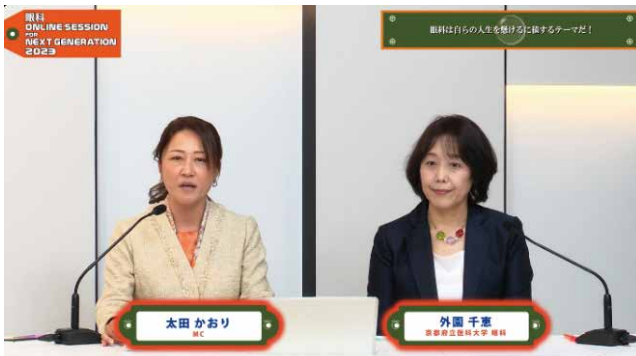 眼科
ONLINE SESSION
FOR
NEXT GENERATION
2023
眼科は自らの人生を懸けるに値するテーマだ!
太田 かおり
MC
外園 千恵
京都府立医科大学 眼科